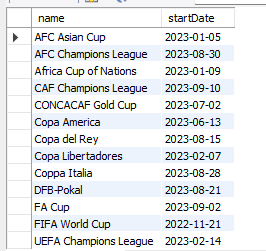 name startDate
AFC Asian Cup 2023-01-05
AFC Champions League 2023-08-30
Africa Cup of Nations 2023-01-09
CAF Champions League 2023-09-10
CONCACAF Gold Cup 2023-07-02
Copa America 2023-06-13
Copa del Rey 2023-08-15
Copa Libertadores 2023-02-07
Coppa Italia 2023-08-28
DFB-Pokal 2023-08-21
FA Cup 2023-09-02
FIFA World Cup 2022-11-21
UEFA Champions League 2023-02-14